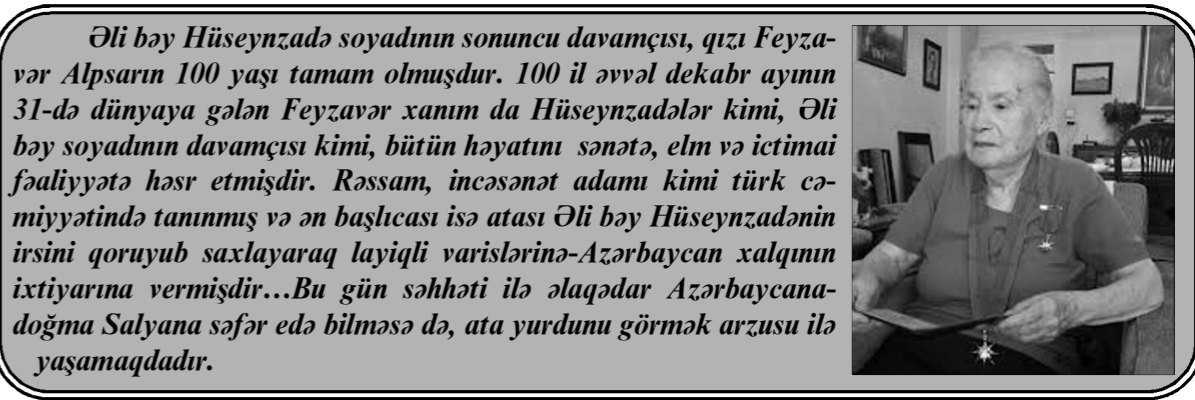 Əli bəy Hüseynzadə soyadının sonuncu davamçısı, qızı Feyza-
vər Alpsarın 100 yaşı tamam olmuşdur. 100 il əvvəl dekabr ayının
31-də dünyaya gələn Feyzavər xanım da Hüseynzadələr kimi, Əli
bəy soyadının davamçısı kimi, bütün həyatını sənətə, elm və ictimai
fəaliyyətə həsr etmişdir. Rəssam, incəsənət adamı kimi türk cə-
miyyətində tanınmış və ən başlıcası isə atası Əli bəy Hüseynzadənin
irsini qoruyub saxlayaraq layiqli varislərinə-Azərbaycan xalqının
ixtiyarına vermişdir...Bu gün səhhəti ilə əlaqədar Azərbaycana-
doğma Salyana səfər edə bilməsə də, ata yurdunu görmək arzusu ilə
yaşamaqdadır.